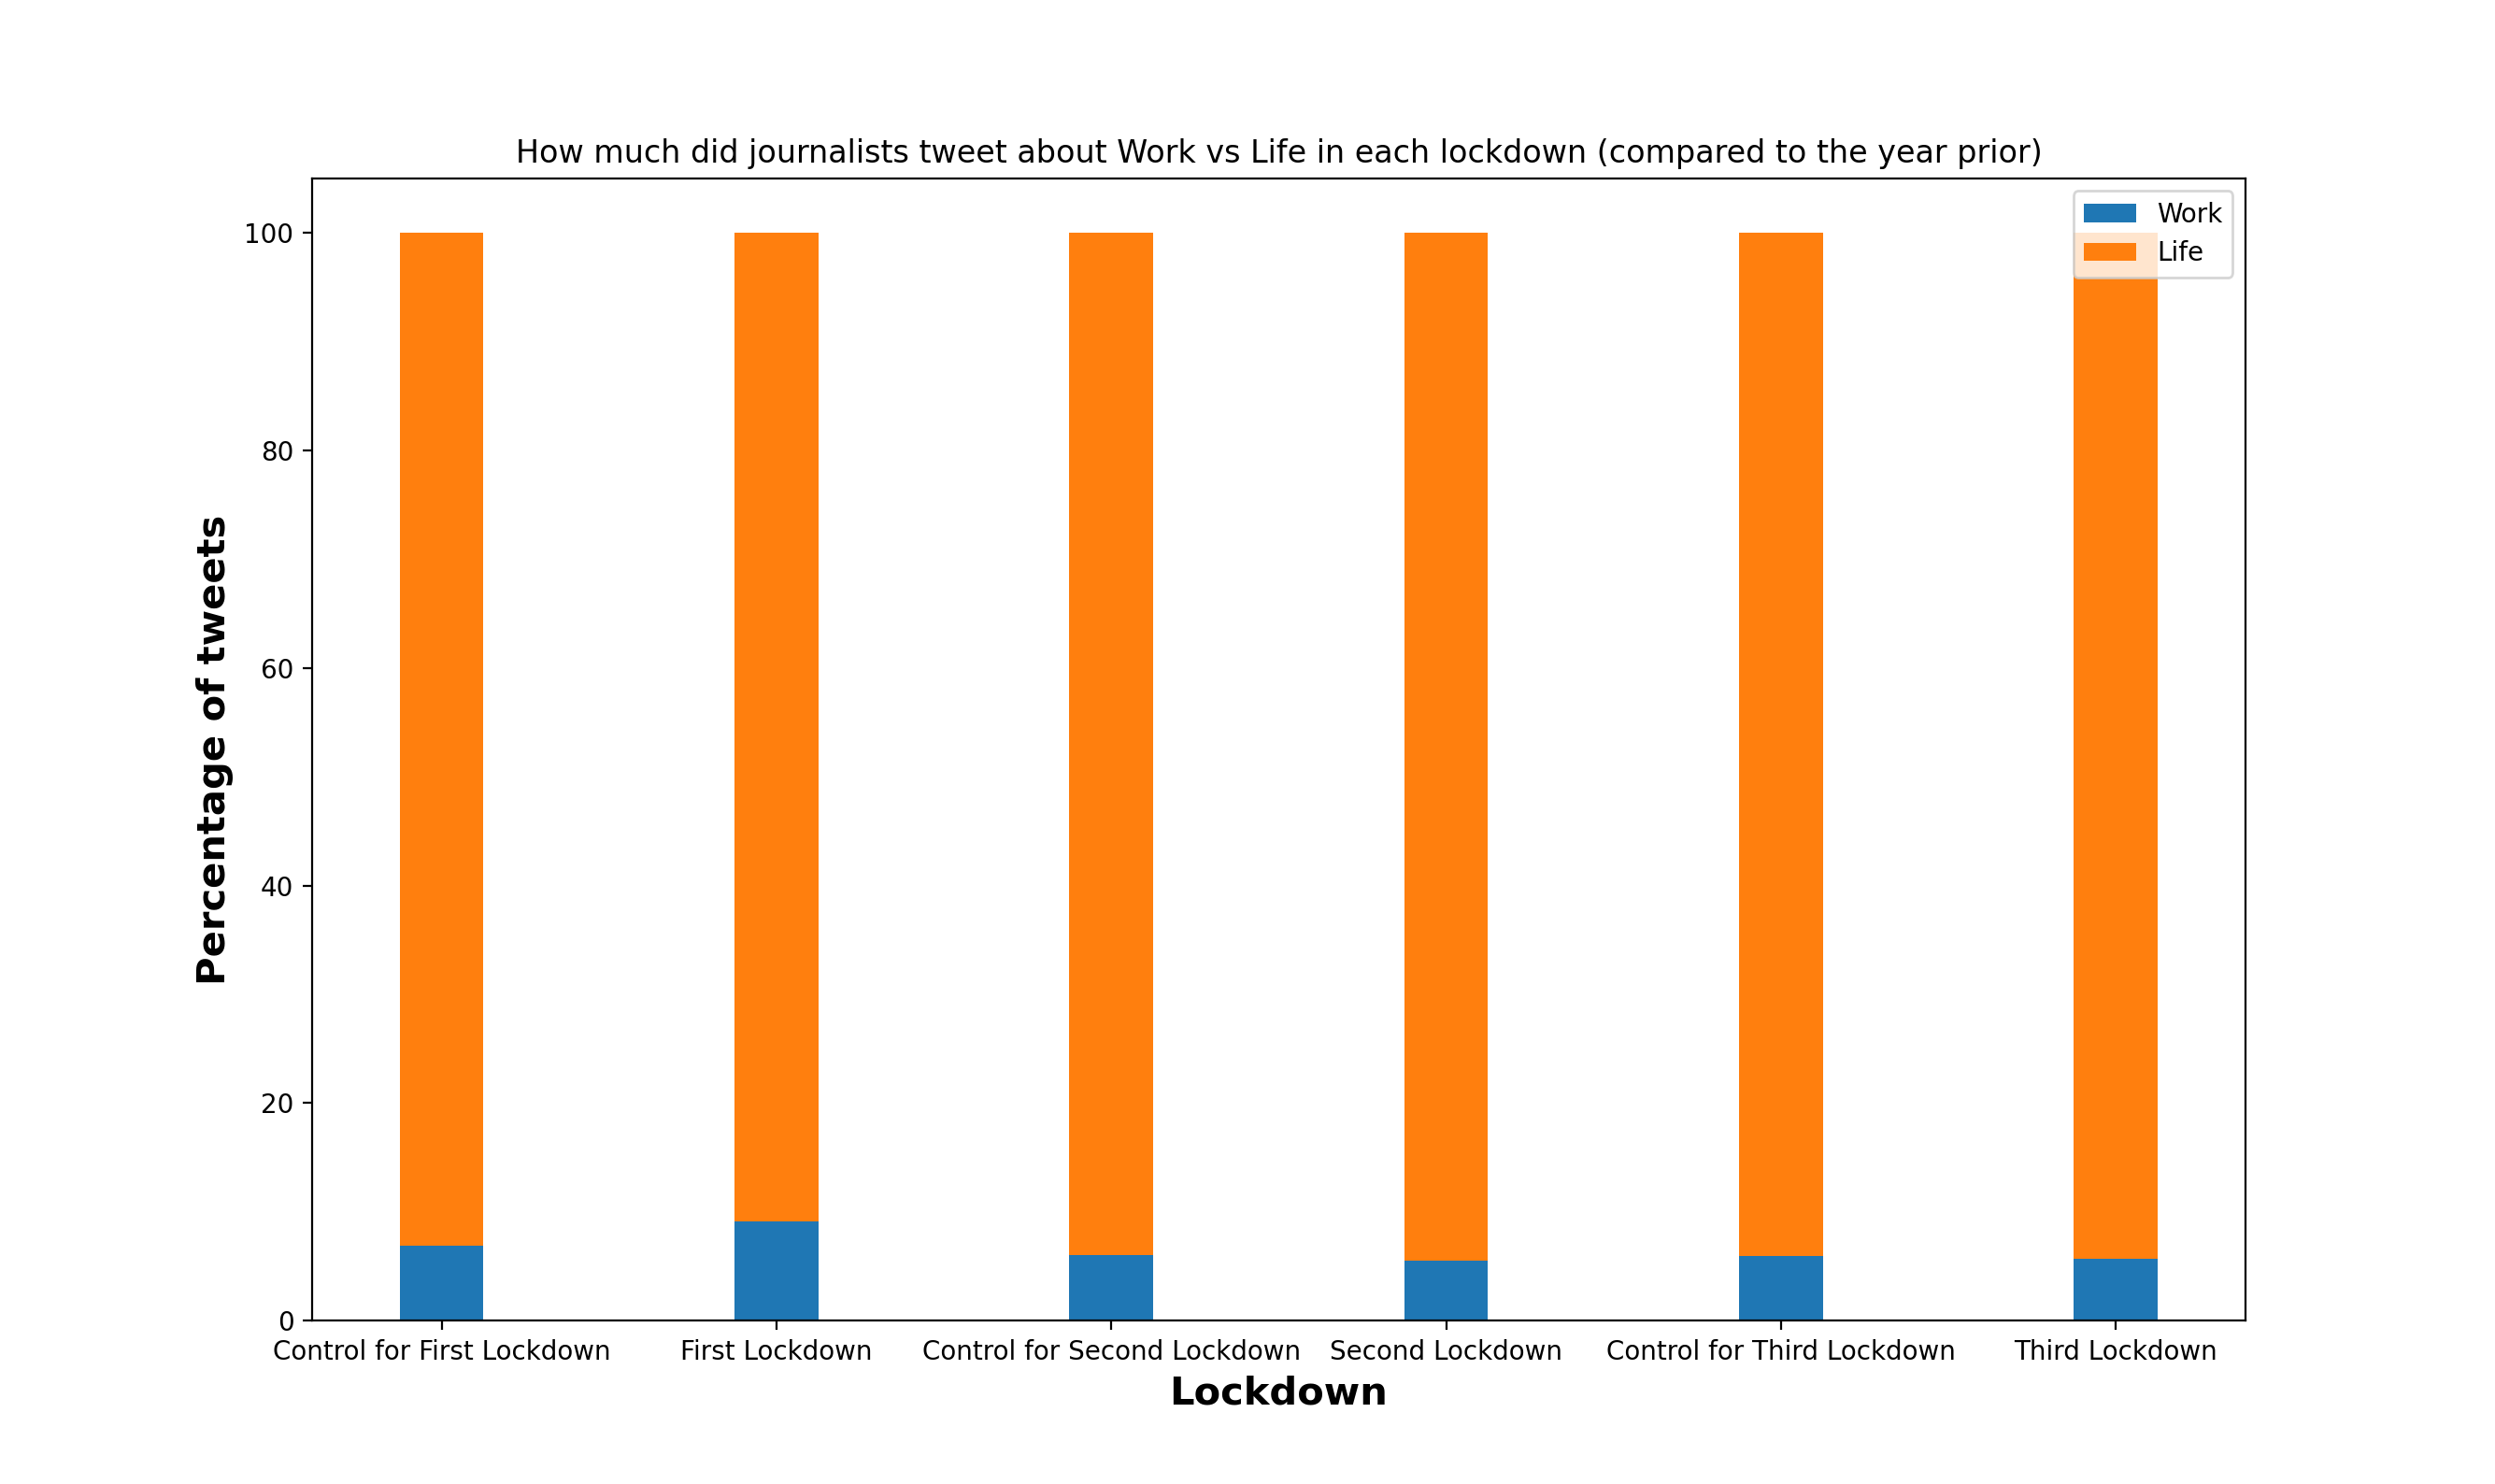 How much did journalists tweet about Work vs Life in each lockdown (compared to the year prior)
Work
Life
100
80
60
40
20
0
Percentage of tweets
Control for First Lockdown
First Lockdown
Control for Second Lockdown
Second Lockdown
Control for Third Lockdown
Third Lockdown
Lockdown